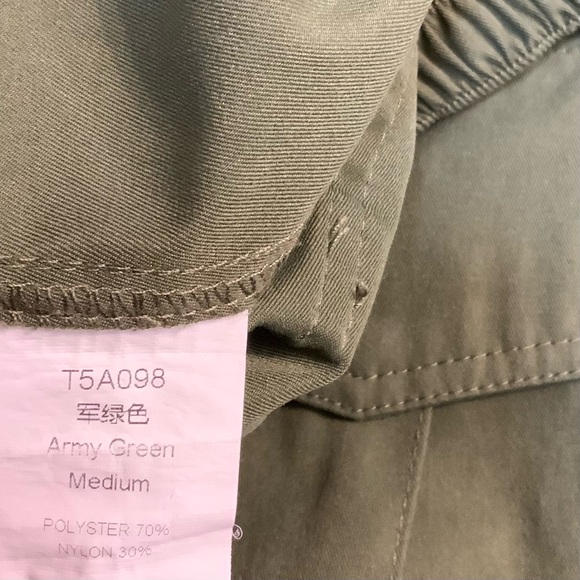 T5A098
军绿色
Army Green
Medium
POLYSTER 70%
NYLON 30%